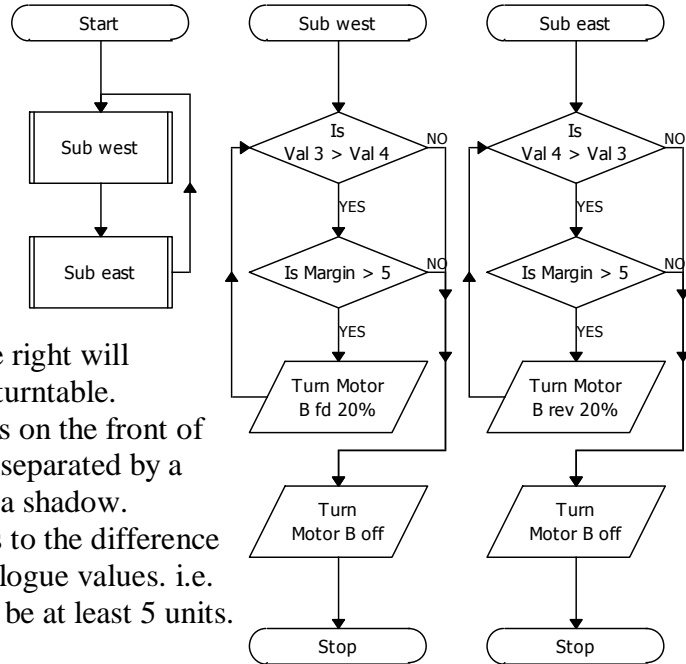 Start
Sub west
Sub east
Sub west
Is
Val 3 > Val 4
NO
YES
Is Margin > 5
NO
YES
Turn Motor
B fd 20%
Turn
Motor B off
Stop
Sub east
Is
Val 4 > Val 3
NO
YES
Is Margin > 5
NO
YES
Turn Motor
B rev 20%
Turn
Motor B off
Stop
right will
turntable.
s on the front of
separated by a
a shadow.
s to the difference
logue values. i.e.
be at least 5 units.